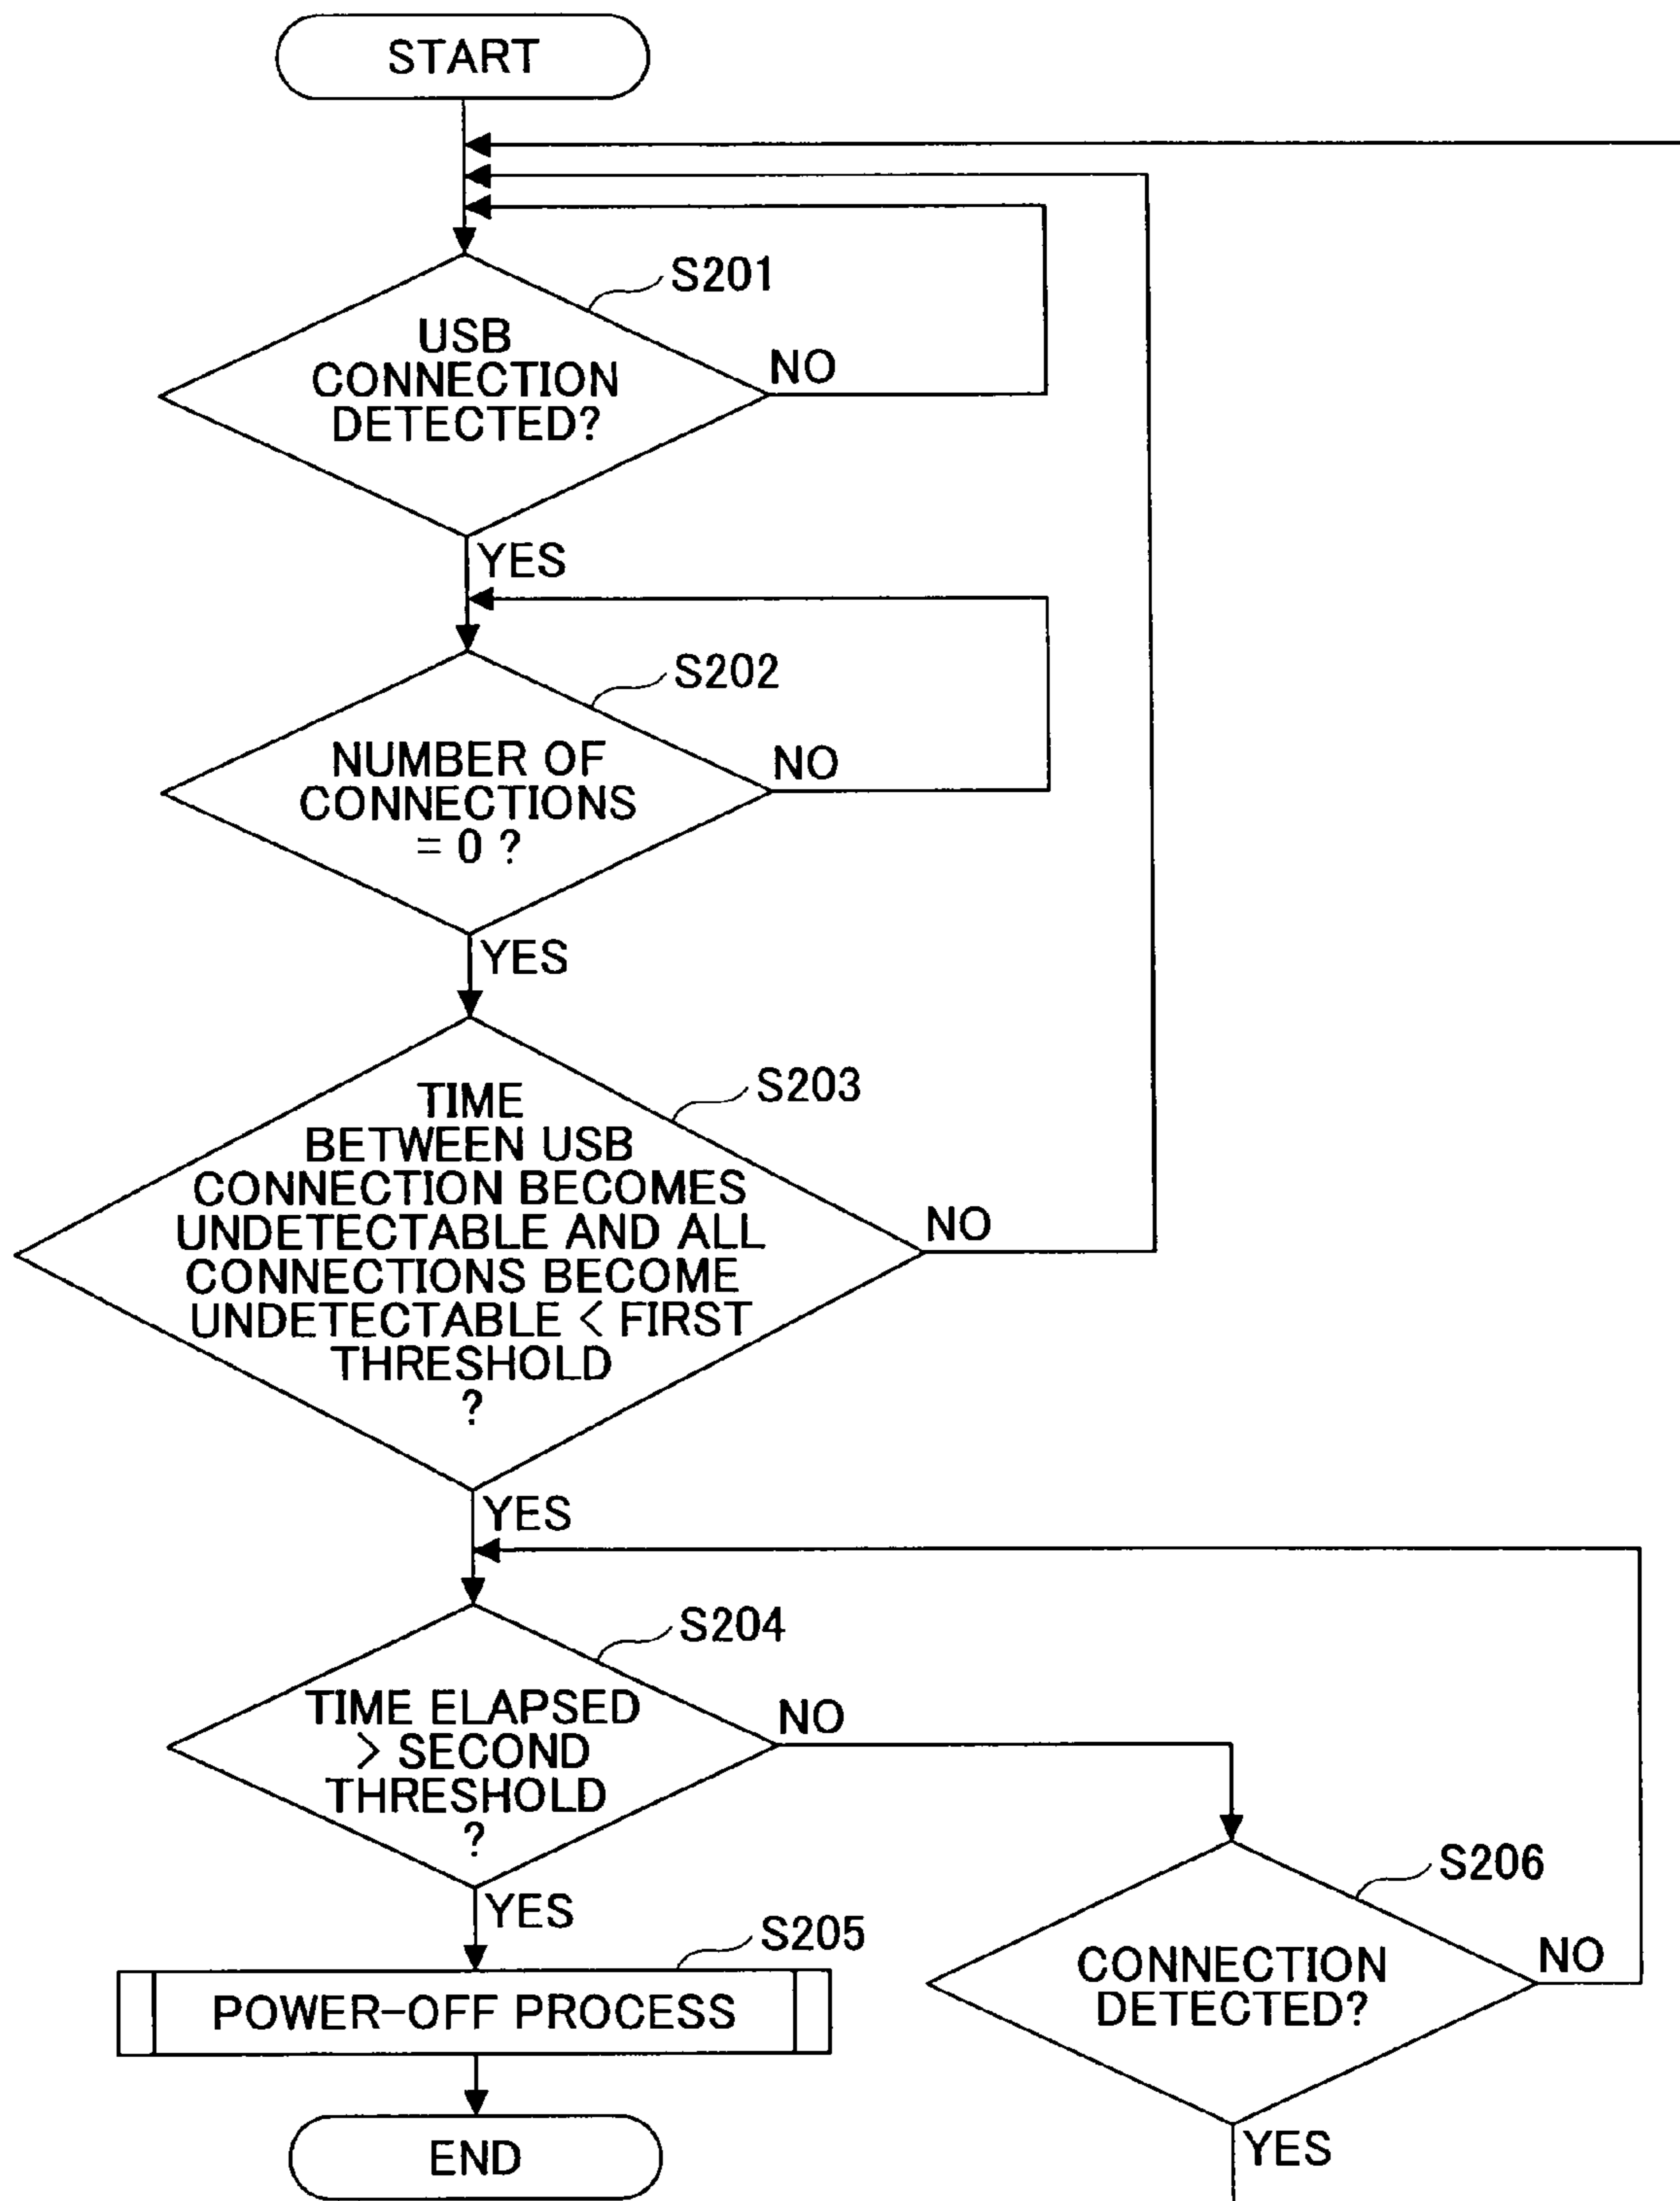 START
S201
USB
CONNECTION
DETECTED?
NO
YES
S202
NUMBER OF
CONNECTIONS
= 0 ?
NO
YES
S203
TIME
BETWEEN USB
CONNECTION BECOMES
UNDETECTABLE AND ALL
CONNECTIONS BECOME
UNDETECTABLE < FIRST
THRESHOLD
?
NO
YES
S204
TIME ELAPSED
> SECOND
THRESHOLD
?
NO
YES
S206
CONNECTION
DETECTED?
NO
YES
S205
POWER-OFF PROCESS
END